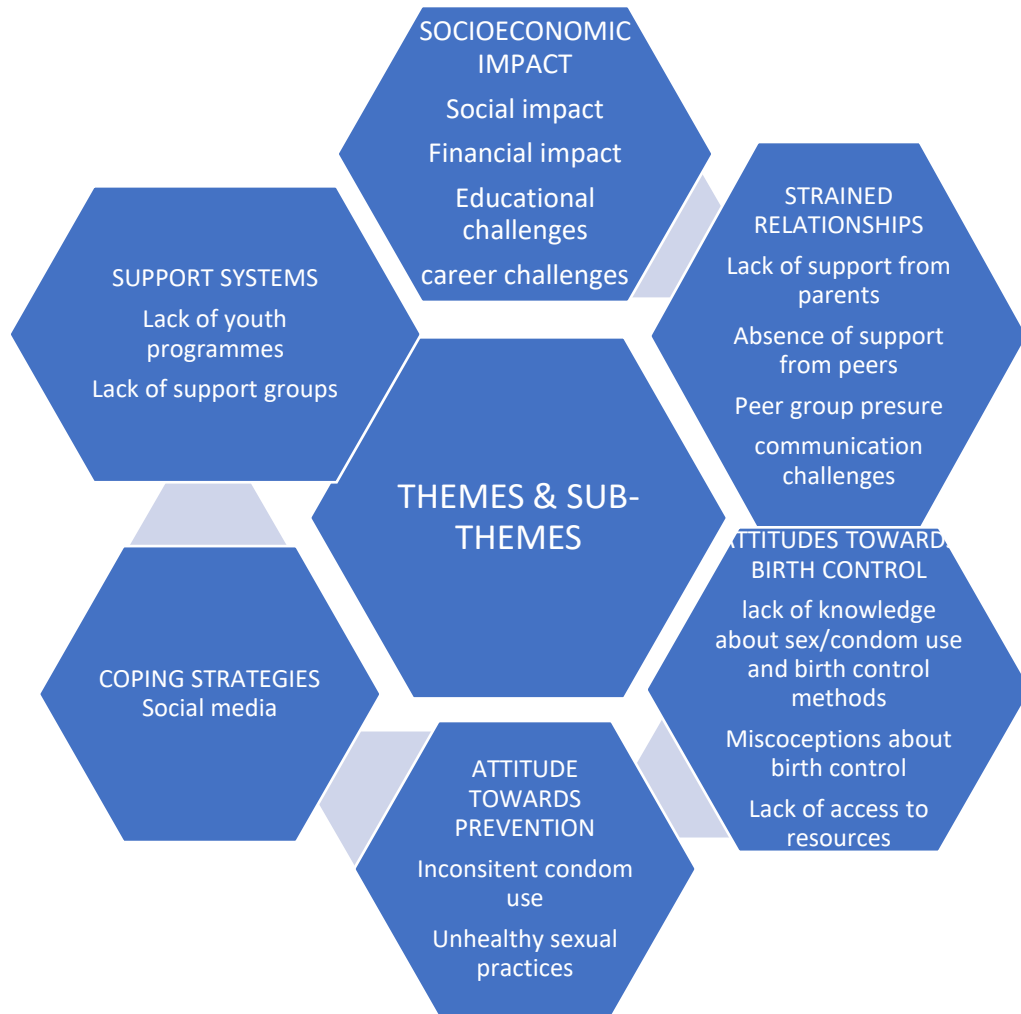 SOCIOECONOMIC
IMPACT
Social impact
Financial impact
Educational
challenges
career challenges
STRAINED
RELATIONSHIPS
Lack of support from
parents
Absence of support
from peers
Peer group presure
communication
challenges
ATTITUDES TOWARDS
BIRTH CONTROL
lack of knowledge
about sex/condom use
and birth control
methods
Miscoceptions about
birth control
Lack of access to
resources
ATTITUDE
TOWARDS
PREVENTION
Inconsitent condom
use
Unhealthy sexual
practices
COPING STRATEGIES
Social media
SUPPORT SYSTEMS
Lack of youth
programmes
Lack of support groups
THEMES & SUB-
THEMES